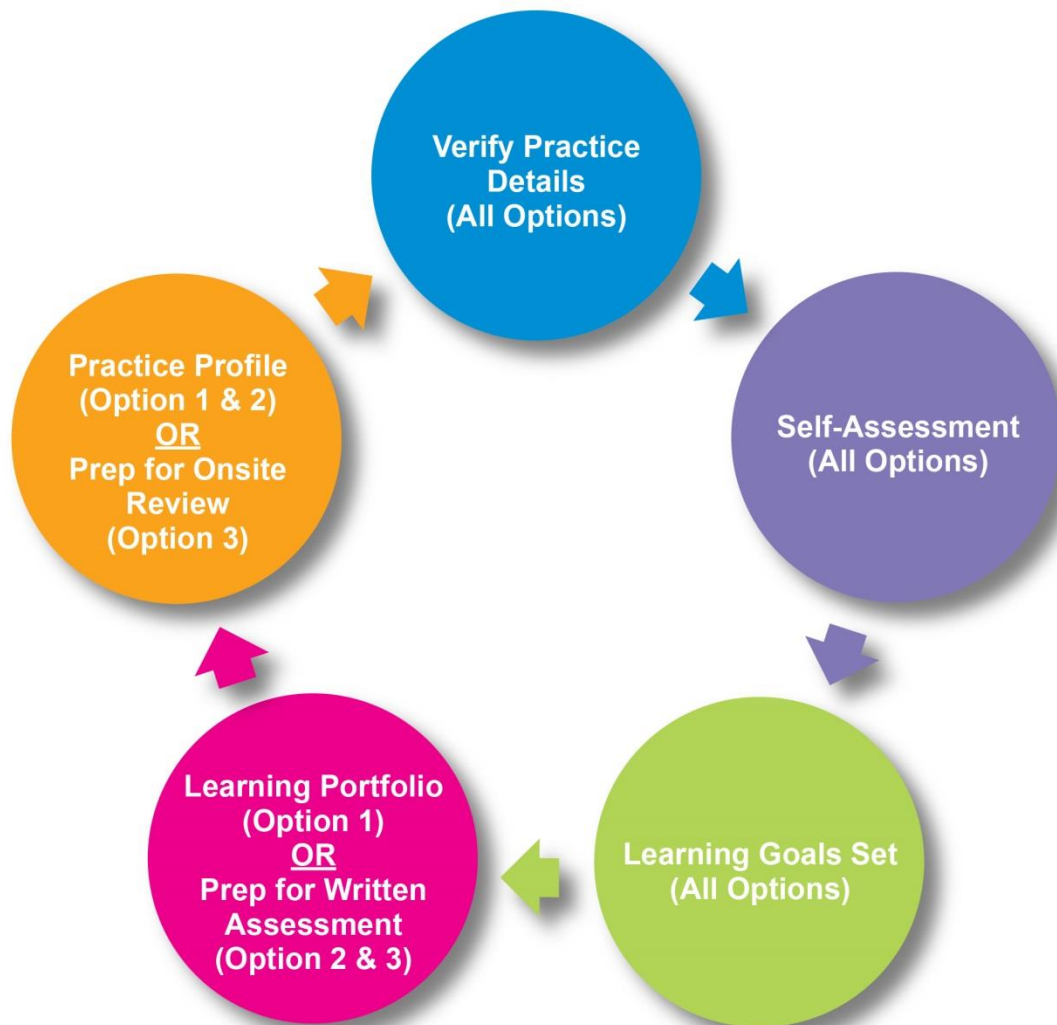 Verify Practice
Details
(All Options)
Self-Assessment
(All Options)
Learning Goals Set
(All Options)
Learning Portfolio
(Option 1)
OR
Prep for Written
Assessment
(Option 2 & 3)
Practice Profile
(Option 1 & 2)
OR
Prep for Onsite
Review
(Option 3)